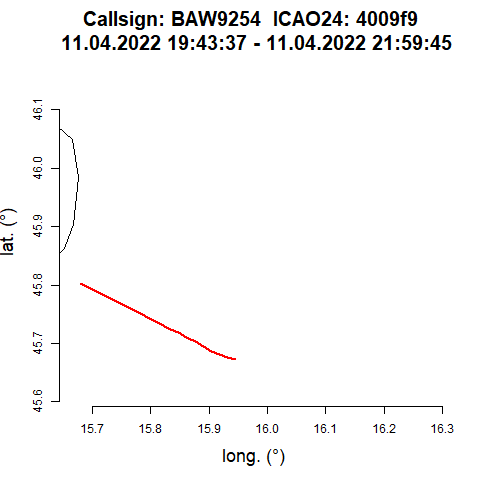 Callsign: BAW9254 ICAO24: 4009f9
11.04.2022 19:43:37 - 11.04.2022 21:59:45
46.1
46.0
45.9
45.8
45.7
45.6
lat. (°)
15.7 15.8 15.9 16.0 16.1 16.2 16.3
long. (°)